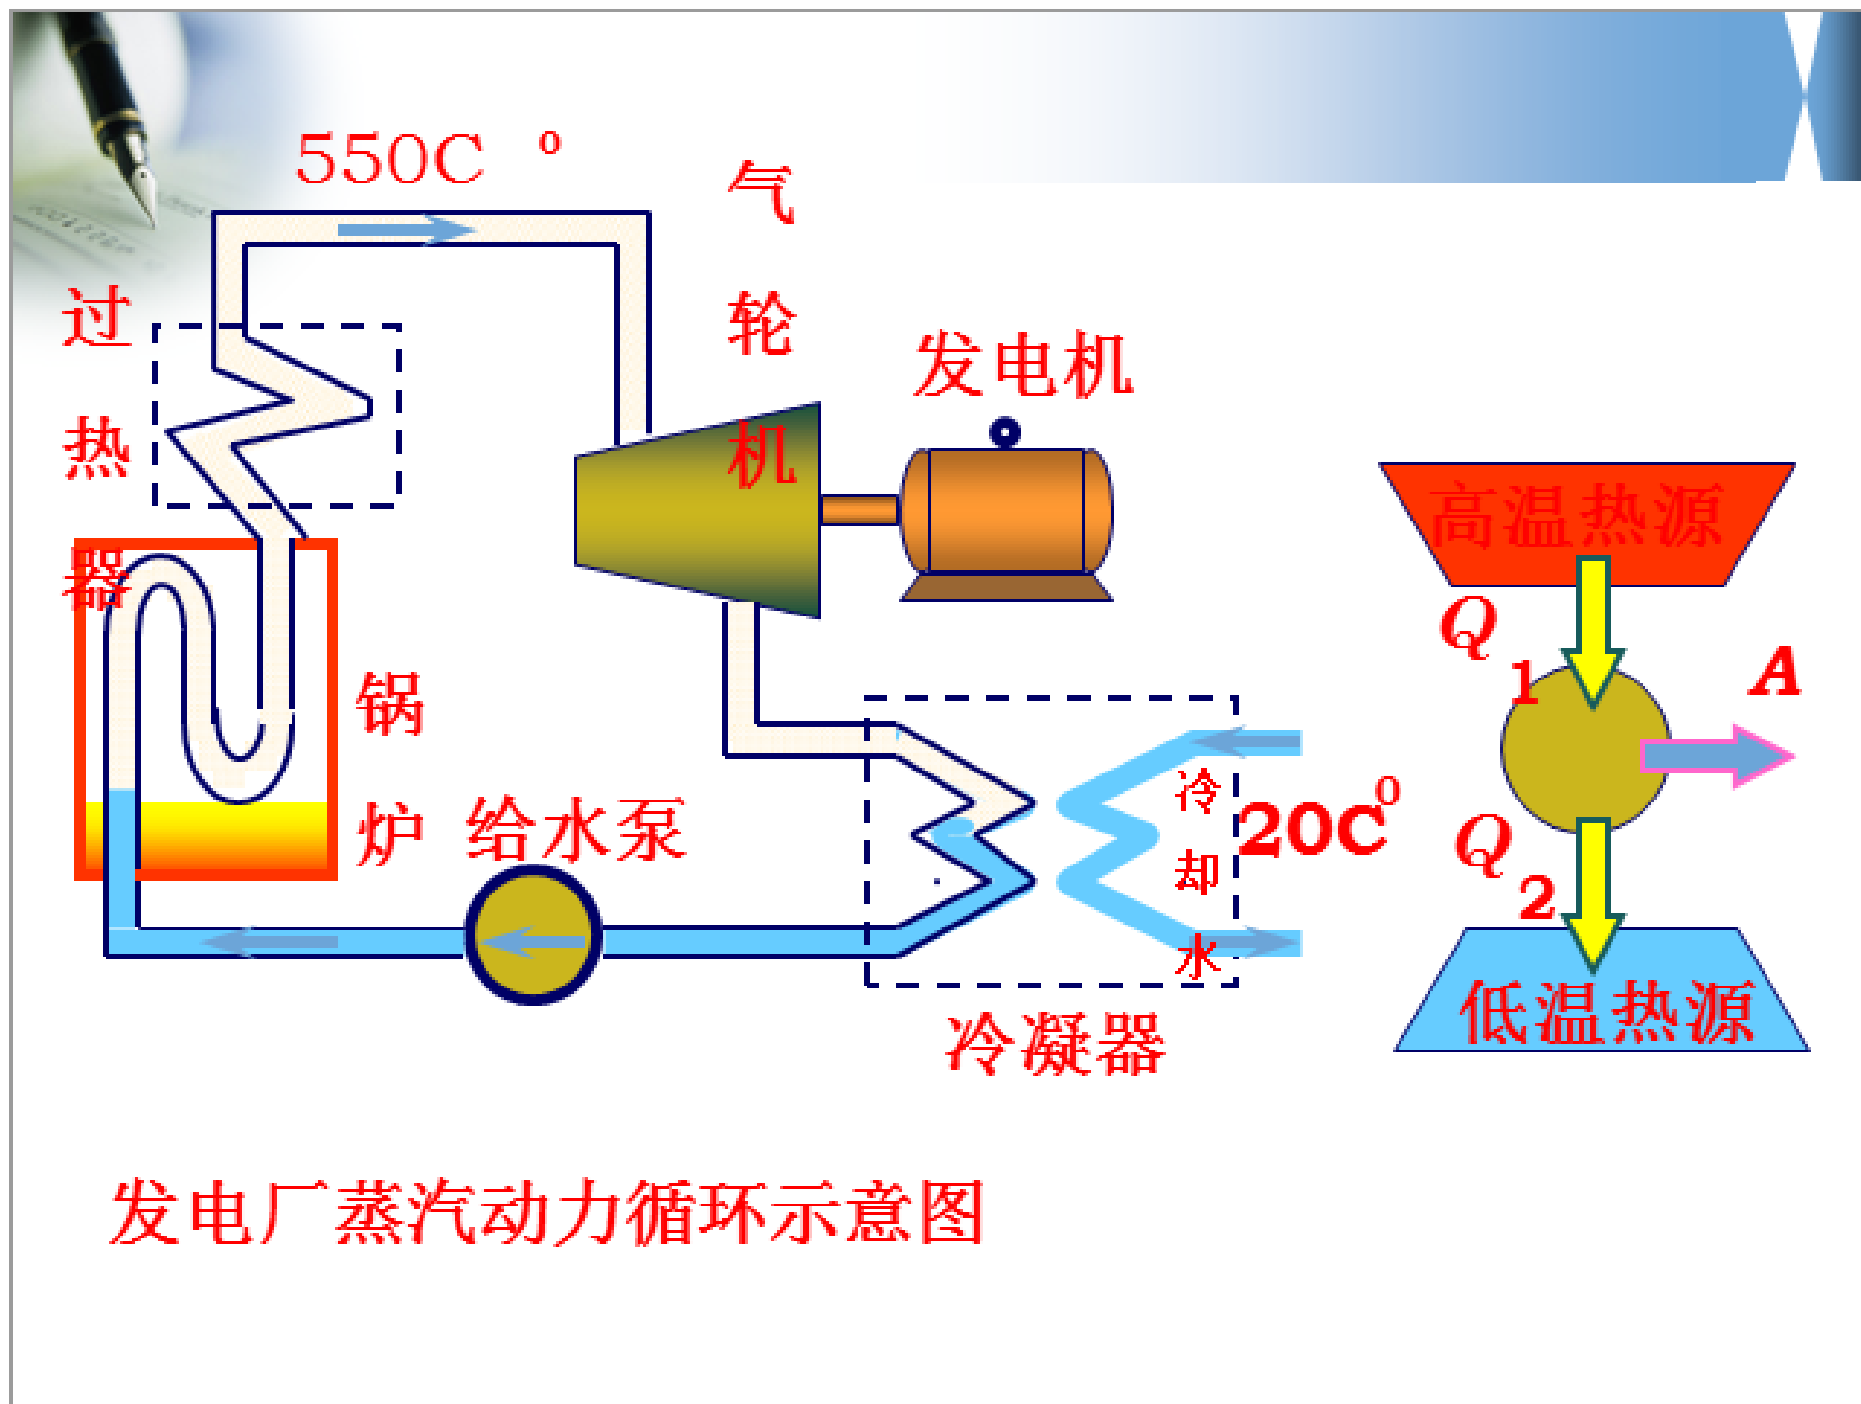 550C º
过热器
气轮机
发电机
锅炉
给水泵
冷却水
20C⁰
冷凝器
高温热源
Q 1
A
Q 2
低温热源
发电厂蒸汽动力循环示意图